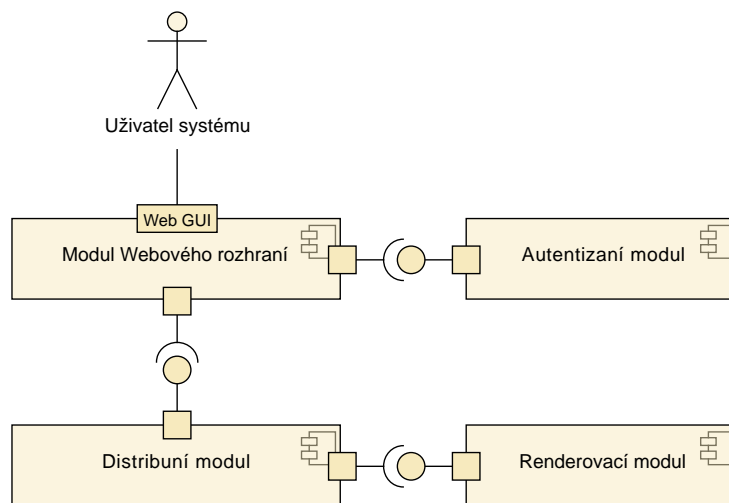 Uživatel systému
Web GUI
Modul Webového rozhraní
Autentizaní modul
Distribuní modul
Renderovací modul